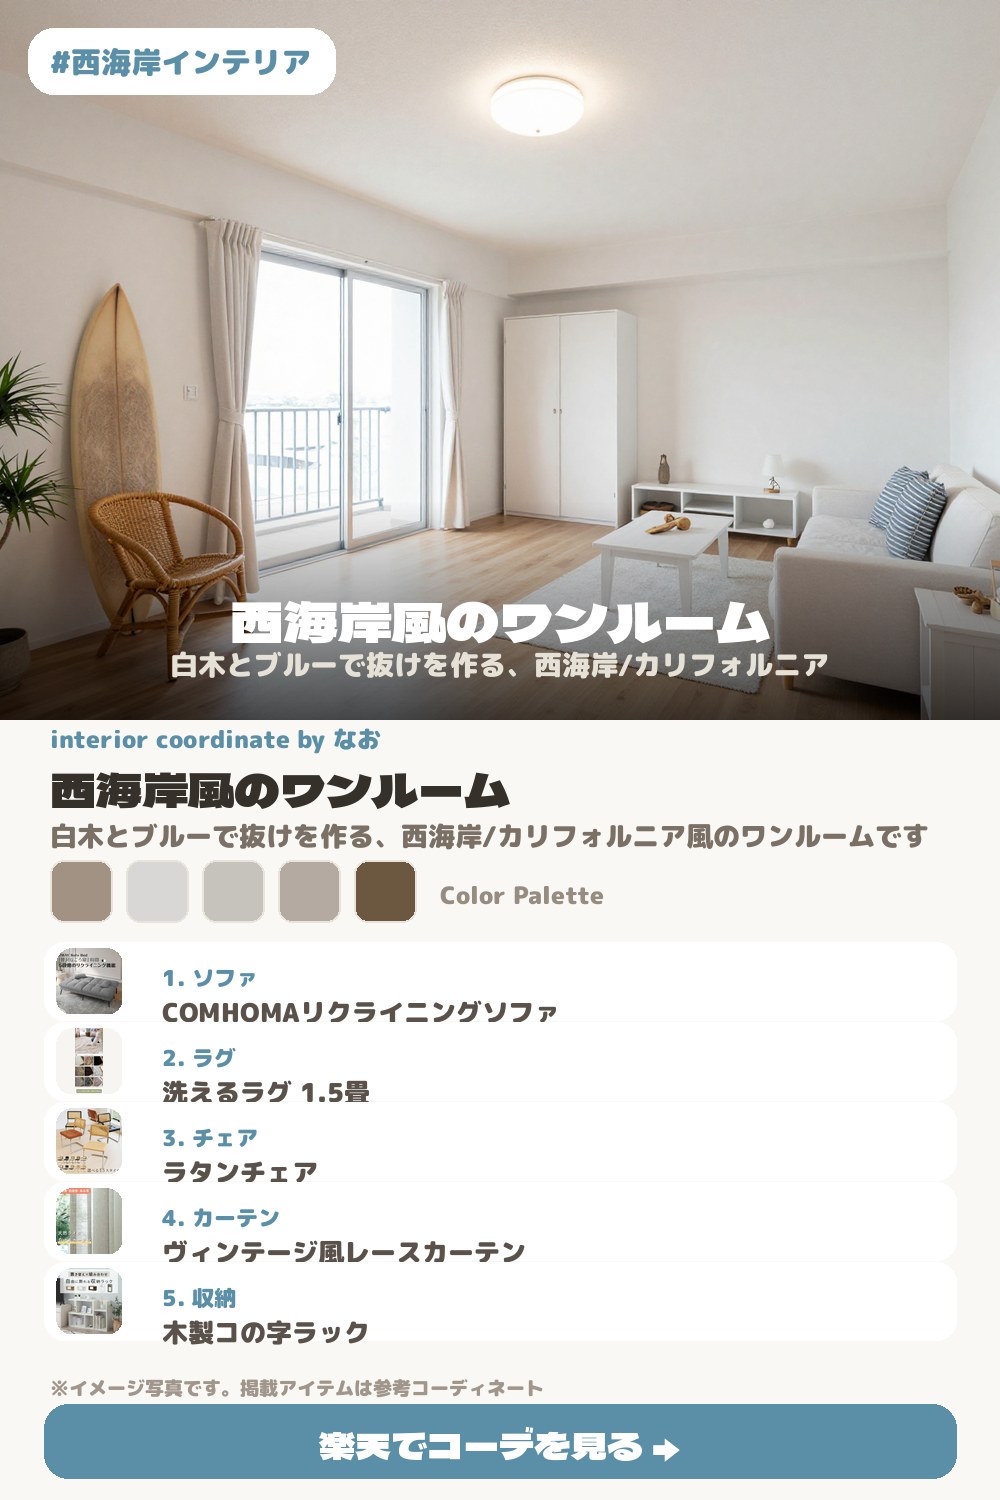 #西海岸インテリア
西海岸風のワンルーム
白木とブルーで抜けを作る、西海岸/カリフォルニア
interior coordinate by なお
西海岸風のワンルーム
白木とブルーで抜けを作る、西海岸/カリフォルニア風のワンルームです
Color Palette
1. ソファ
COMHOMAリクライニングソファ
2. ラグ
洗えるラグ 1.5畳
3. チェア
ラタンチェア
4. カーテン
ヴィンテージ風レースカーテン
5. 収納
木製コの字ラック
※イメージ写真です。掲載アイテムは参考コーディネート
楽天でコーデを見る ➡